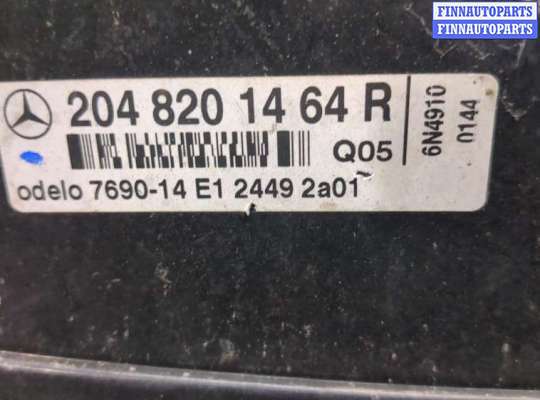 FINNAUTOPARTS
FINNAUTOPARTS
204 820 14 64 R
Q05
6N4910
0144
odelo 7690-14 E1 2449 2a01